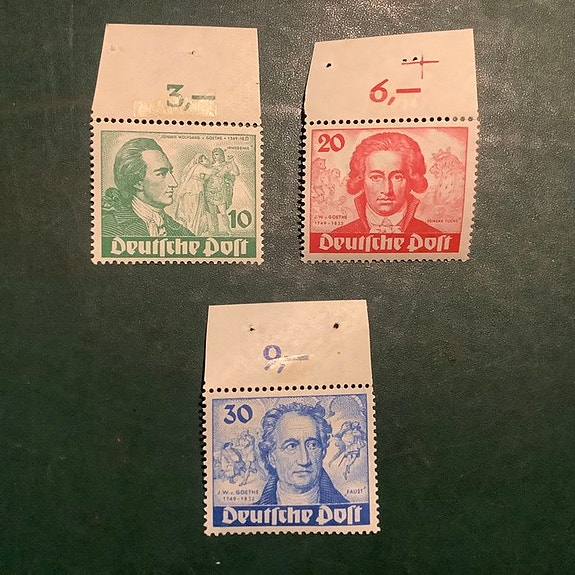 3,—
JOHANN WOLFGANG v. GOETHE • 1749-1832
IPHIGENIE
10
Deutsche Post
6,—
20
J.W.v.GOETHE
1749-1832
REINEKE FUCHS
Deutsche Post
9,—
30
J.W.v.GOETHE
1749-1832
FAUST
Deutsche Post